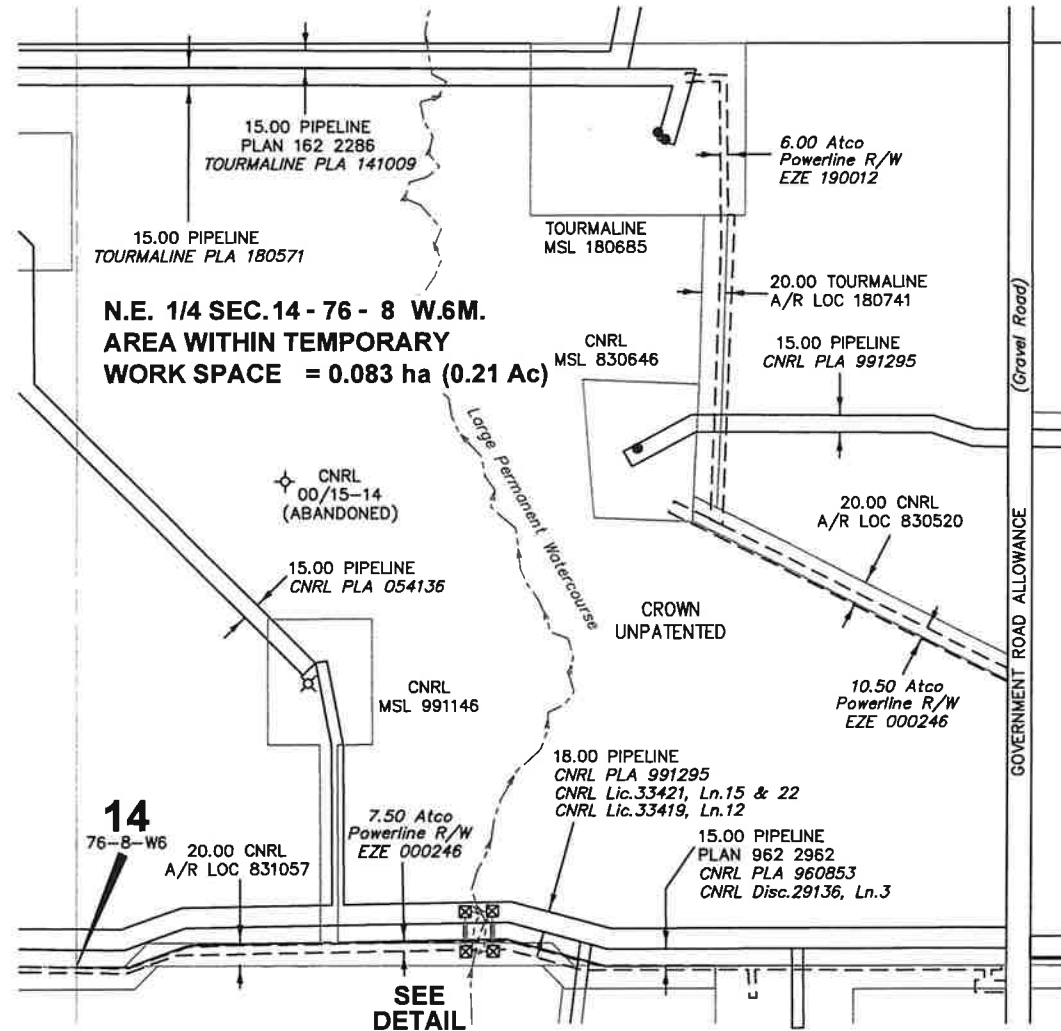 15.00 PIPELINE
PLAN 162 2286
TOURMALINE PLA 141009
6.00 Atco
Powerline R/W
EZE 190012
15.00 PIPELINE
TOURMALINE PLA 180571
TOURMALINE
MSL 180685
20.00 TOURMALINE
A/R LOC 180741
(Gravel Road)
GOVERNMENT ROAD ALLOWANCE
N.E. 1/4 SEC.14 - 76 - 8 W.6M.
AREA WITHIN TEMPORARY
WORK SPACE = 0.083 ha (0.21 Ac)
CNRL
MSL 830646
15.00 PIPELINE
CNRL PLA 991295
Large Permanent Watercourse
CNRL
00/15-14
(ABANDONED)
20.00 CNRL
A/R LOC 830520
15.00 PIPELINE
CNRL PLA 054136
CROWN
UNPATENTED
CNRL
MSL 991146
10.50 Atco
Powerline R/W
EZE 000246
18.00 PIPELINE
CNRL PLA 991295
CNRL Lic.33421, Ln.15 & 22
CNRL Lic.33419, Ln.12
14
76-8-W6
20.00 CNRL
A/R LOC 831057
7.50 Atco
Powerline R/W
EZE 000246
15.00 PIPELINE
PLAN 962 2962
CNRL PLA 960853
CNRL Disc.29136, Ln.3
SEE
DETAIL